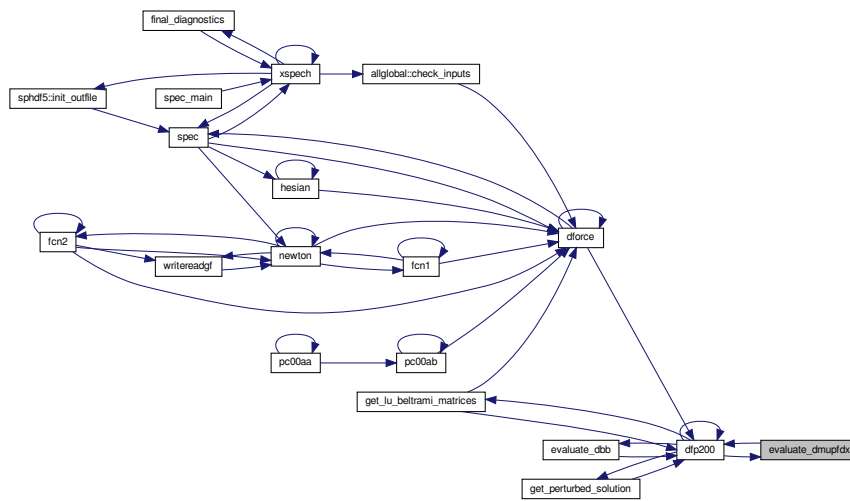 final_diagnostics
xspech
allglobal::check_inputs
sphdf5::init_outfile
spec_main
spec
hesian
dforce
fcn2
newton
writereadgf
fcn1
pc00aa
pc00ab
get_lu_beltrami_matrices
evaluate_dbb
dfp200
evaluate_dmupfdx
get_perturbed_solution